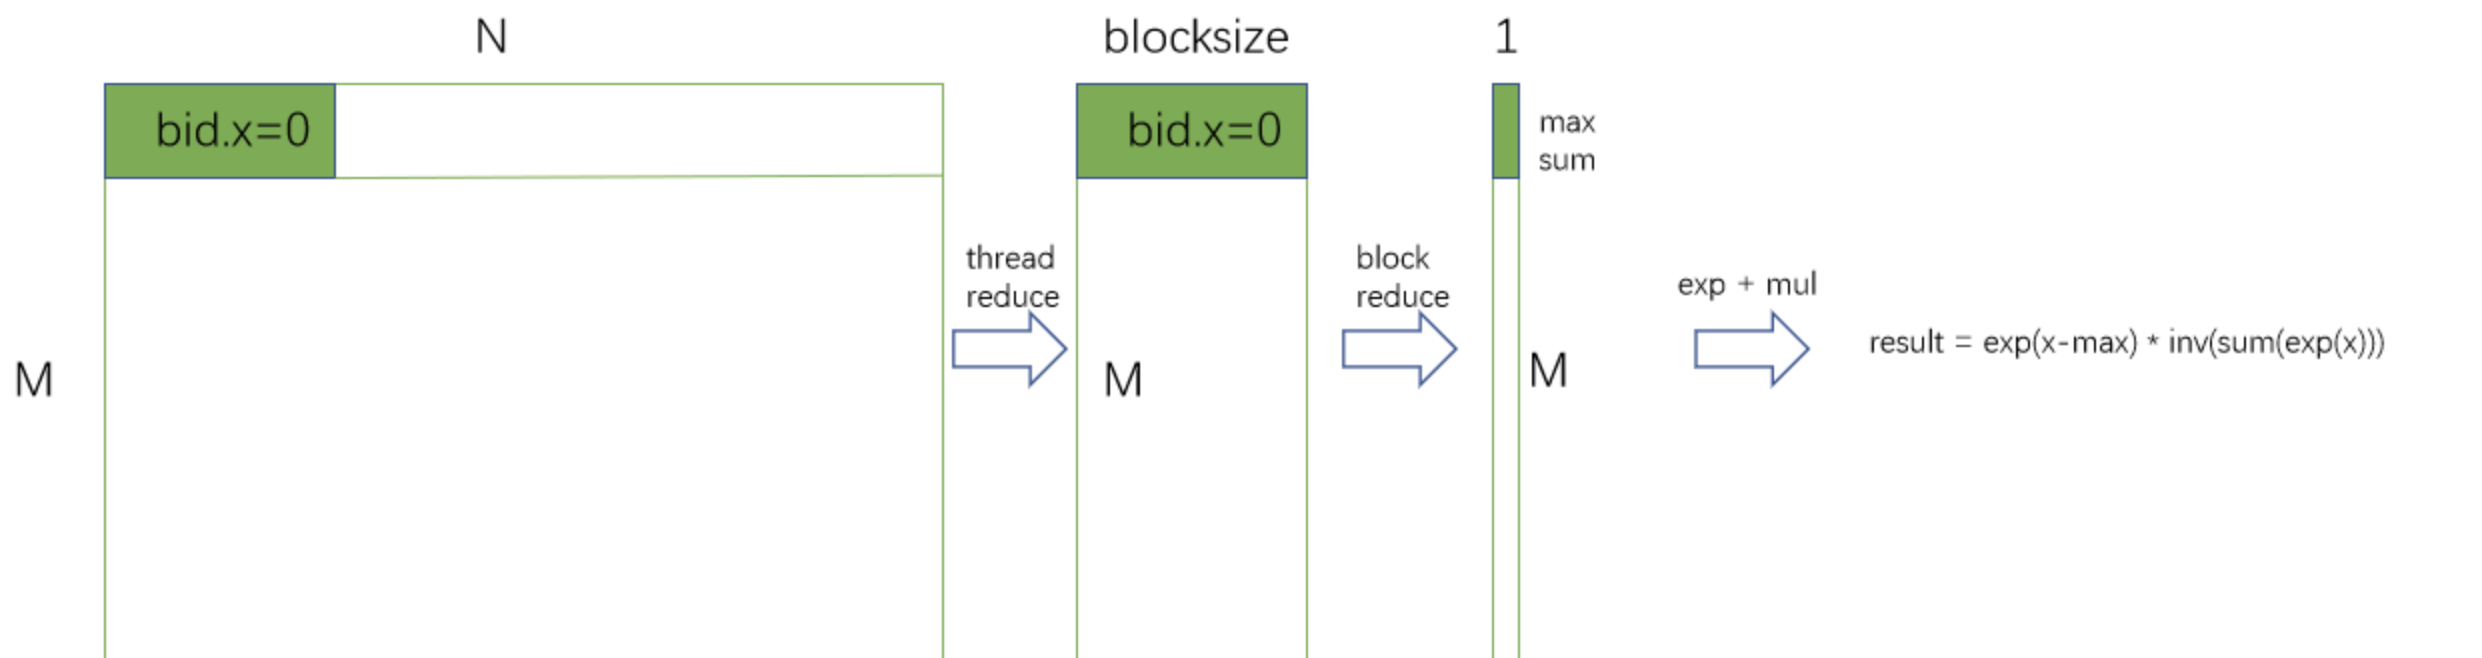 N
blocksize
1
bid.x=0
bid.x=0
max
sum
thread
reduce
block
reduce
exp + mul
M
M
M
result = exp(x-max) * inv(sum(exp(x)))